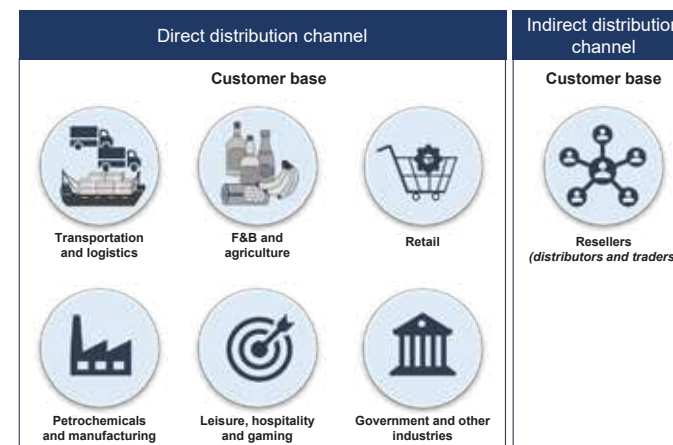 Direct distribution channel
Customer base
Transportation
and logistics
F&B and
agriculture
Retail
Petrochemicals
and manufacturing
Leisure, hospitality
and gaming
Government and other
industries
Indirect distribution
channel
Customer base
Resellers
(distributors and traders